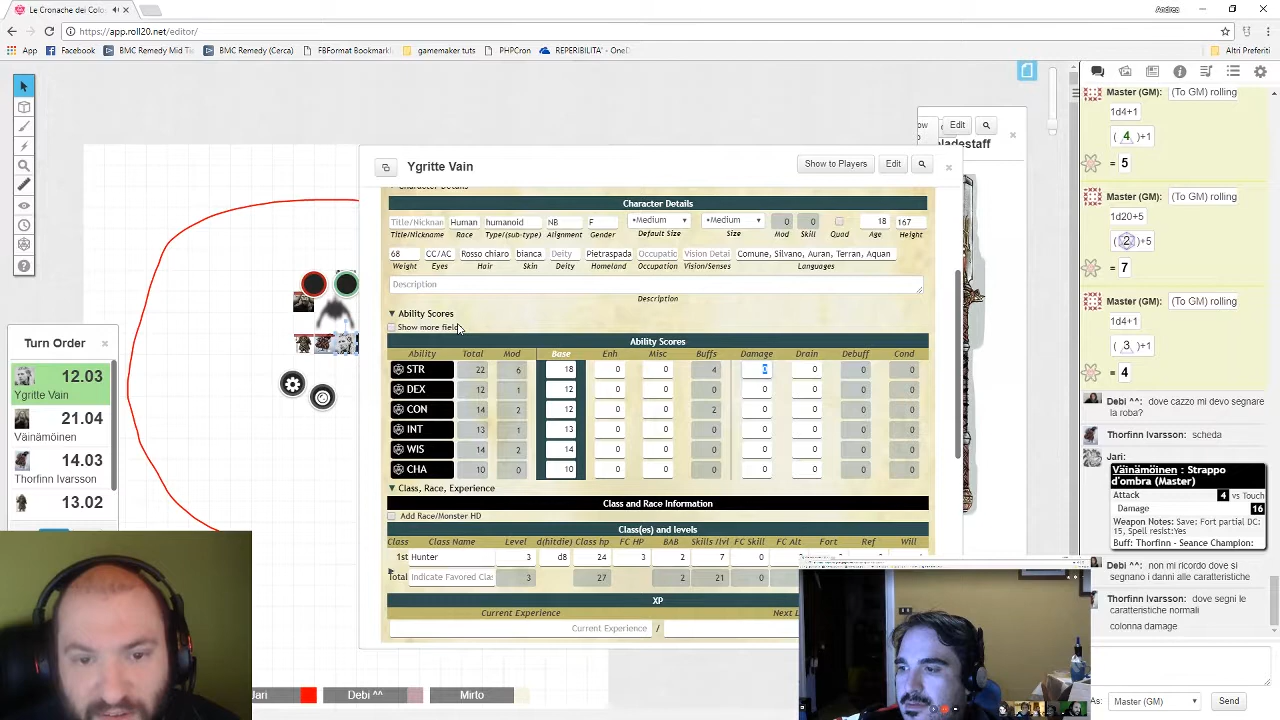 Le Cronache dei Colo
Andrea
https://app.roll20.net/editor/
App Facebook BMC Remedy Mid Ti BMC Remedy (Cerca) FBFormat Bookmark gamemaker tuts PHPCron REPERIBILITA' - OneD Altri Preferiti
Ygritte Vain
Show to Players Edit
Edit
ladestaff
Character Details
Character Details
Title/Nicknan Human humanoid NB F •Medium •Medium 0 0 18 167
Title/Nickname Race Type/(sub-type) Alignment Gender Default Size Size Mod Skill Quad Age Height
68 CC/AC Rosso chiaro bianca Deity Pietraspada Occupatic Vision Detai Comune, Silvano, Auran, Terran, Aquan
Weight Eyes Hair Skin Deity Homeland Occupation Vision/Senses Languages
Description
Description
Ability Scores
Show more field
Ability Scores
Ability Total Mod Base Enh Misc Buffs Damage Drain Debuff Cond
STR 22 6 18 0 0 4 0 0 0 0
DEX 12 1 12 0 0 0 0 0 0 0
CON 14 2 12 0 0 2 0 0 0 0
INT 13 1 13 0 0 0 0 0 0 0
WIS 14 2 14 0 0 0 0 0 0 0
CHA 10 0 10 0 0 0 0 0 0 0
Class, Race, Experience
Class and Race Information
Add Race/Monster HD
Class(es) and levels
Class Class Name Level d(hitdie) Class hp FC HP BAB Skills /lvl FC Skill FC Alt Fort Ref Will
1st Hunter 3 d8 24 3 2 7 0
Total Indicate Favored Clas 3 27 2 21 0
XP
Current Experience Next L
Current Experience /
Turn Order
12.03
Ygritte Vain
21.04
Väinämöinen
14.03
Thorfinn Ivarsson
13.02
Jari
Debi ^^
Mirto
Master (GM): (To GM) rolling
1d4+1
( 4 )+1
= 5
Master (GM): (To GM) rolling
1d20+5
( 2 )+5
= 7
Master (GM): (To GM) rolling
1d4+1
( 3 )+1
= 4
Debi ^^: dove cazzo mi devo segnare
la roba?
Thorfinn Ivarsson: scheda
Jari:
Väinämöinen : Strappo
d'ombra (Master)
Attack 4 vs Touch
Damage 16
Weapon Notes: Save: Fort partial DC:
15, Spell resist:Yes
Buff: Thorfinn - Seance Champion:
Debi ^^: non mi ricordo dove si
segnano i danni alle caratteristiche
Thorfinn Ivarsson: dove segni le
caratteristiche normali
colonna damage
As: Master (GM) Send